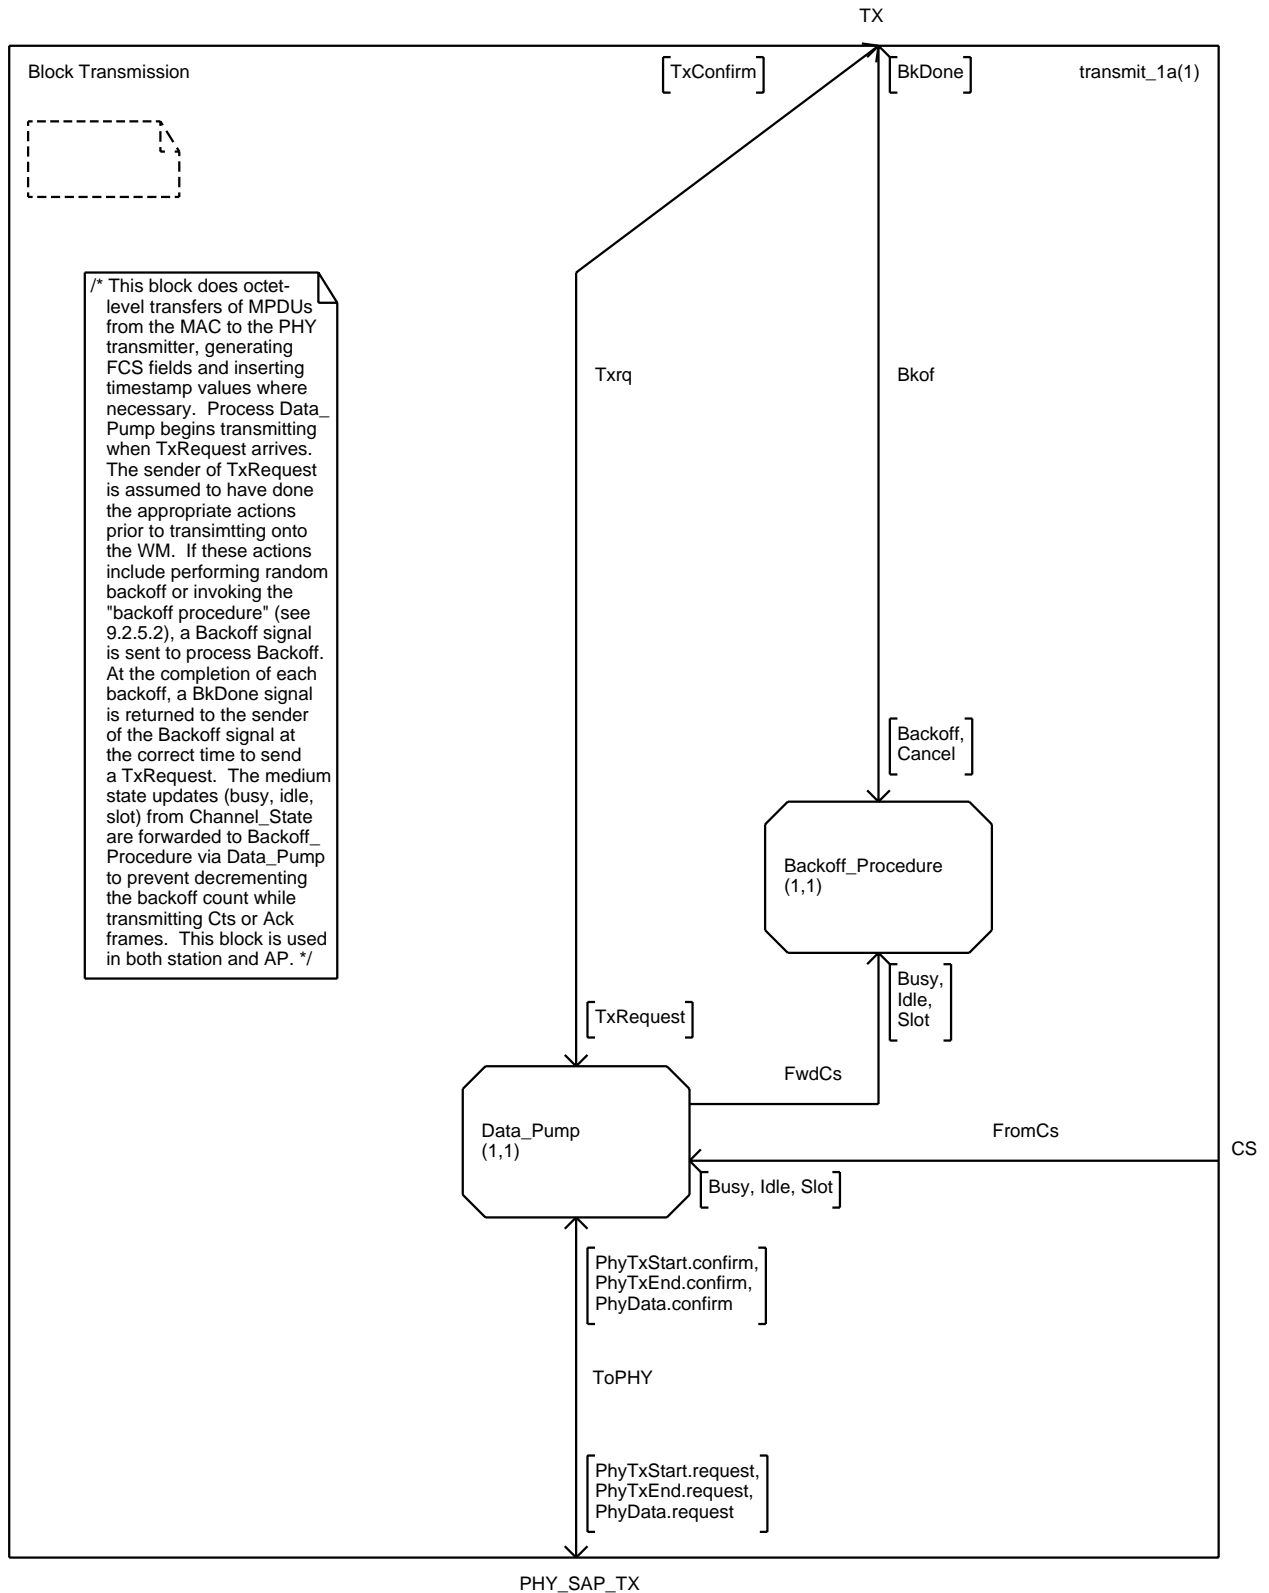 TX
Block Transmission
TxConfirm
BkDone
transmit_1a(1)
/* This block does octet-
level transfers of MPDUs
from the MAC to the PHY
transmitter, generating
FCS fields and inserting
timestamp values where
necessary.  Process Data_
Pump begins transmitting
when TxRequest arrives.
The sender of TxRequest
is assumed to have done
the appropriate actions
prior to transimtting onto
the WM.  If these actions
include performing random
backoff or invoking the
"backoff procedure" (see
9.2.5.2), a Backoff signal
is sent to process Backoff.
At the completion of each
backoff, a BkDone signal
is returned to the sender
of the Backoff signal at
the correct time to send
a TxRequest.  The medium
state updates (busy, idle,
slot) from Channel_State
are forwarded to Backoff_
Procedure via Data_Pump
to prevent decrementing
the backoff count while
transmitting Cts or Ack
frames.  This block is used
in both station and AP. */
Txrq
Bkof
Backoff,
Cancel
Backoff_Procedure
(1,1)
Busy,
Idle,
Slot
TxRequest
FwdCs
Data_Pump
(1,1)
FromCs
CS
Busy, Idle, Slot
PhyTxStart.confirm,
PhyTxEnd.confirm,
PhyData.confirm
ToPHY
PhyTxStart.request,
PhyTxEnd.request,
PhyData.request
PHY_SAP_TX